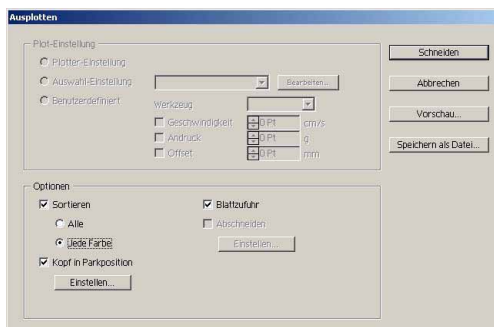 Ausplotten
Plot-Einstellung
Plotter-Einstellung
Auswahl-Einstellung
Bearbeiten...
Benutzerdefiniert
Werkzeug
Geschwindigkeit 0 Pt cm/s
Andruck 0 Pt g
Offset 0 Pt mm
Schneiden
Abbrechen
Vorschau...
Speichern als Datei...
Optionen
Sortieren
Alle
Jede Farbe
Kopf in Parkposition
Einstellen...
Blattzufuhr
Abschneiden
Einstellen...